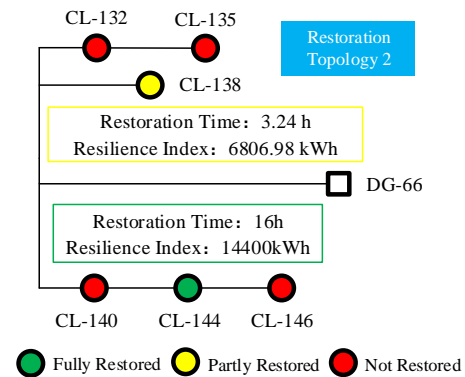 CL-132
CL-135
Restoration
Topology 2
CL-138
Restoration Time：3.24 h
Resilience Index：6806.98 kWh
DG-66
Restoration Time：16h
Resilience Index：14400kWh
CL-140
CL-144
CL-146
Fully Restored
Partly Restored
Not Restored